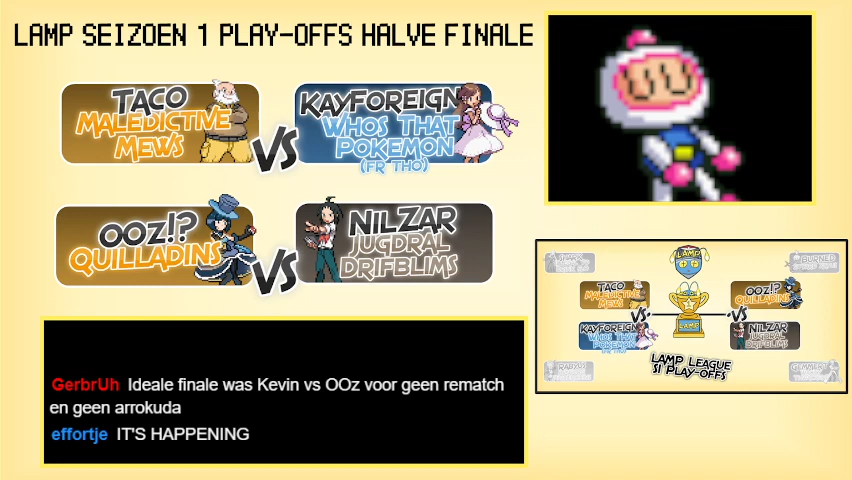 LAMP SEIZOEN 1 PLAY-OFFS HALVE FINALE
TACO
MALEDICTIVE
MEWS
VS
KAYFOREIGN
WHOS THAT
POKEMON
(FR THO)
OOZ!?
QUILLADINS
VS
NILZAR
JUGDRAL
DRIFBLIMS
GerbrUh Ideale finale was Kevin vs OOz voor geen rematch
en geen arrokuda
effortje IT'S HAPPENING
LAMP
BURNED
TACO
MALEDICTIVE
MEWS
VS
KAYFOREIGN
WHOS THAT
POKEMON
LAMP
OOZ!?
QUILLADINS
VS
NILZAR
JUGDRAL
DRIFBLIMS
LAMP LEAGUE
S1 PLAY-OFFS